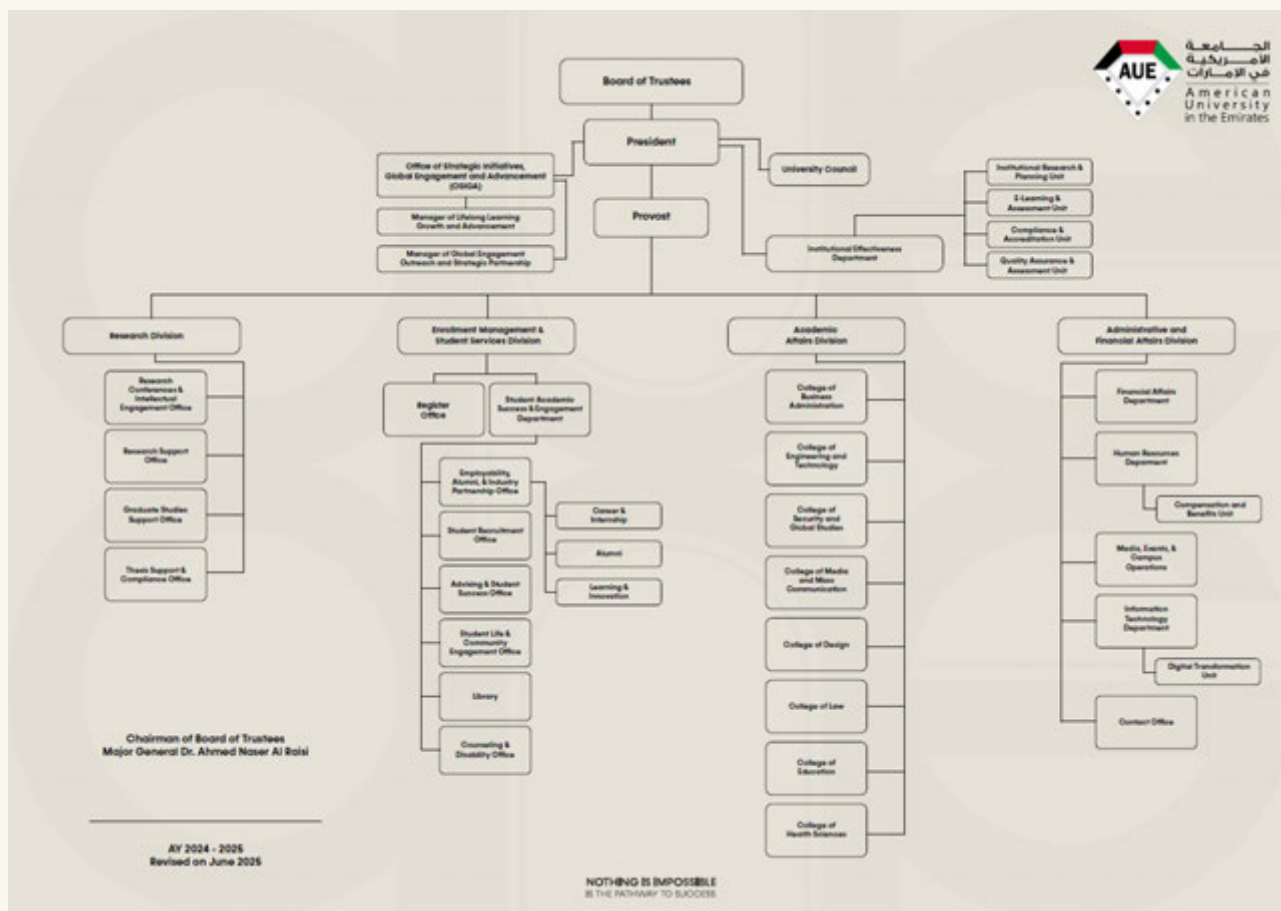 الجـــامعـــة
الأمـــريكيـــة
في الإمـــارات
AUE
American
University
in the Emirates
Board of Trustees
President
Office of Strategic Initiatives,
Global Engagement and Advancement
(OSIGA)
University Council
Institutional Research &
Planning Unit
Manager of Lifelong Learning
Growth and Advancement
Provost
E-Learning &
Assessment Unit
Manager of Global Engagement
Outreach and Strategic Partnership
Institutional Effectiveness
Department
Compliance &
Accreditation Unit
Quality Assurance &
Assessment Unit
Research Division
Research
Conferences &
Intellectual
Engagement Office
Research Support
Office
Graduate Studies
Support Office
Thesis Support &
Compliance Office
Enrollment Management &
Student Services Division
Register
Office
Student Academic
Success & Engagement
Department
Employability,
Alumni, & Industry
Partnership Office
Career &
Internship
Alumni
Learning &
Innovation
Student Recruitment
Office
Advising & Student
Success Office
Student Life &
Community
Engagement Office
Library
Counseling &
Disability Office
Academic
Affairs Division
College of
Business
Administration
College of
Engineering and
Technology
College of
Security and
Global Studies
College of Media
and Mass
Communication
College of Design
College of Law
College of
Education
College of
Health Sciences
Administrative and
Financial Affairs Division
Financial Affairs
Department
Human Resources
Department
Compensation and
Benefits Unit
Media, Events, &
Campus
Operations
Information
Technology
Department
Digital Transformation
Unit
Contact Office
Chairman of Board of Trustees
Major General Dr. Ahmed Naser Al Raisi
AY 2024 - 2025
Revised on June 2025
NOTHING IS IMPOSSIBLE
IS THE PATHWAY TO SUCCESS